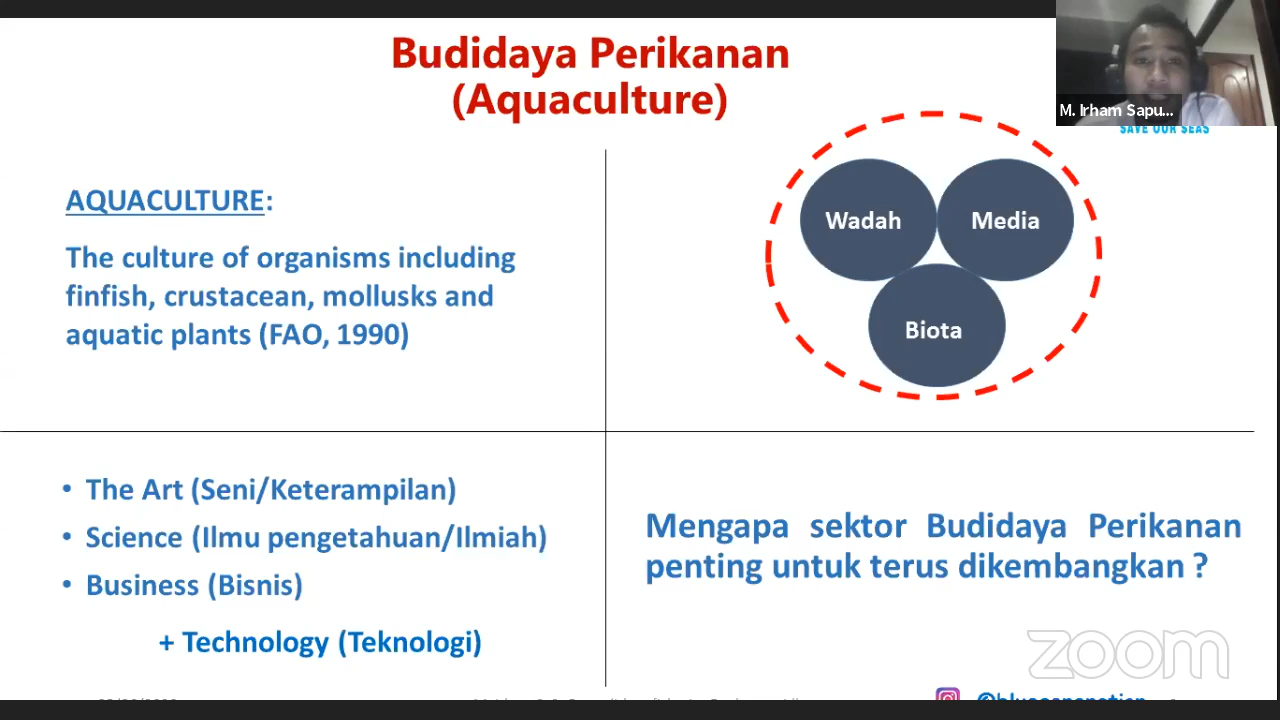 Budidaya Perikanan
(Aquaculture)
M. Irham Sapu...
SAVE OUR SEAS
AQUACULTURE:
The culture of organisms including
finfish, crustacean, mollusks and
aquatic plants (FAO, 1990)
Wadah
Media
Biota
• The Art (Seni/Keterampilan)
• Science (Ilmu pengetahuan/Ilmiah)
• Business (Bisnis)
+ Technology (Teknologi)
Mengapa sektor Budidaya Perikanan
penting untuk terus dikembangkan ?
zoom